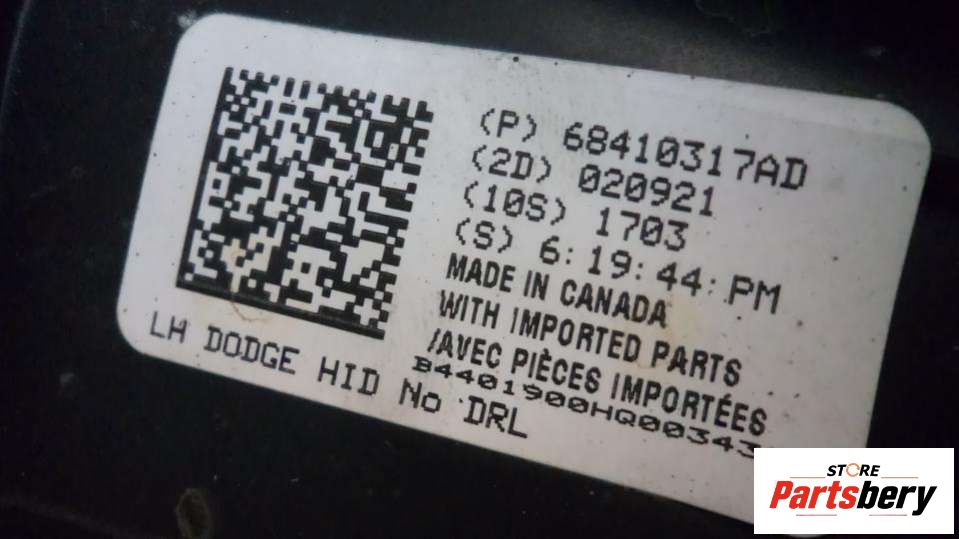 (P) 68410317AD
(2D) 020921
(10S) 1703
(S) 6:19:44:PM
MADE IN CANADA
WITH IMPORTED PARTS
/AVEC PIÈCES IMPORTÉES
B4401900HQ00343
LH DODGE HID No DRL
STORE
Partsbery